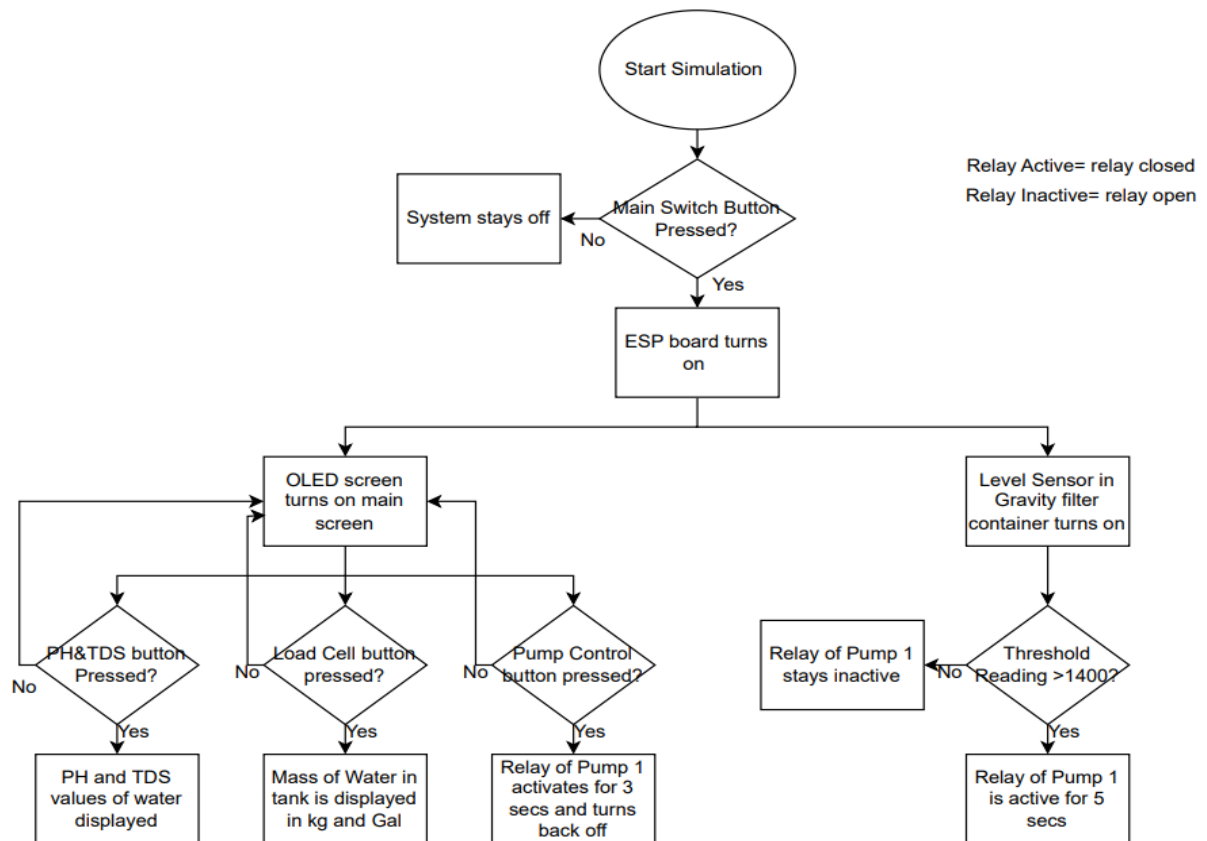 Start Simulation
Relay Active= relay closed
Relay Inactive= relay open
Main Switch Button
Pressed?
System stays off
No
Yes
ESP board turns
on
OLED screen
turns on main
screen
Level Sensor in
Gravity filter
container turns on
PH&TDS button
Pressed?
No
Yes
Load Cell button
pressed?
No
Yes
Pump Control
button pressed?
No
Yes
Relay of Pump 1
stays inactive
Threshold
Reading >1400?
No
Yes
PH and TDS
values of water
displayed
Mass of Water in
tank is displayed
in kg and Gal
Relay of Pump 1
activates for 3
secs and turns
back off
Relay of Pump 1
is active for 5
secs